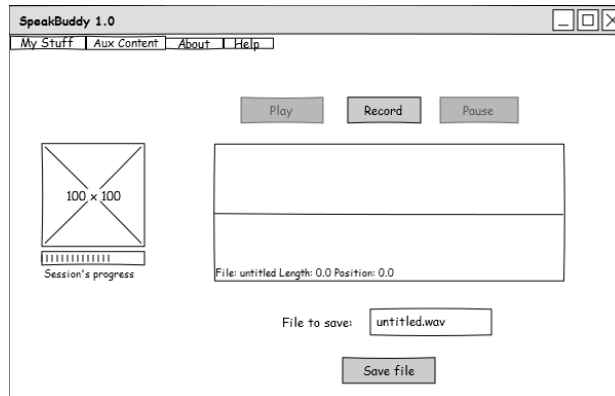 SpeakBuddy 1.0
My Stuff Aux Content About Help
Play Record Pause
100 x 100
Session's progress
File: untitled Length: 0.0 Position: 0.0
File to save: untitled.wav
Save file